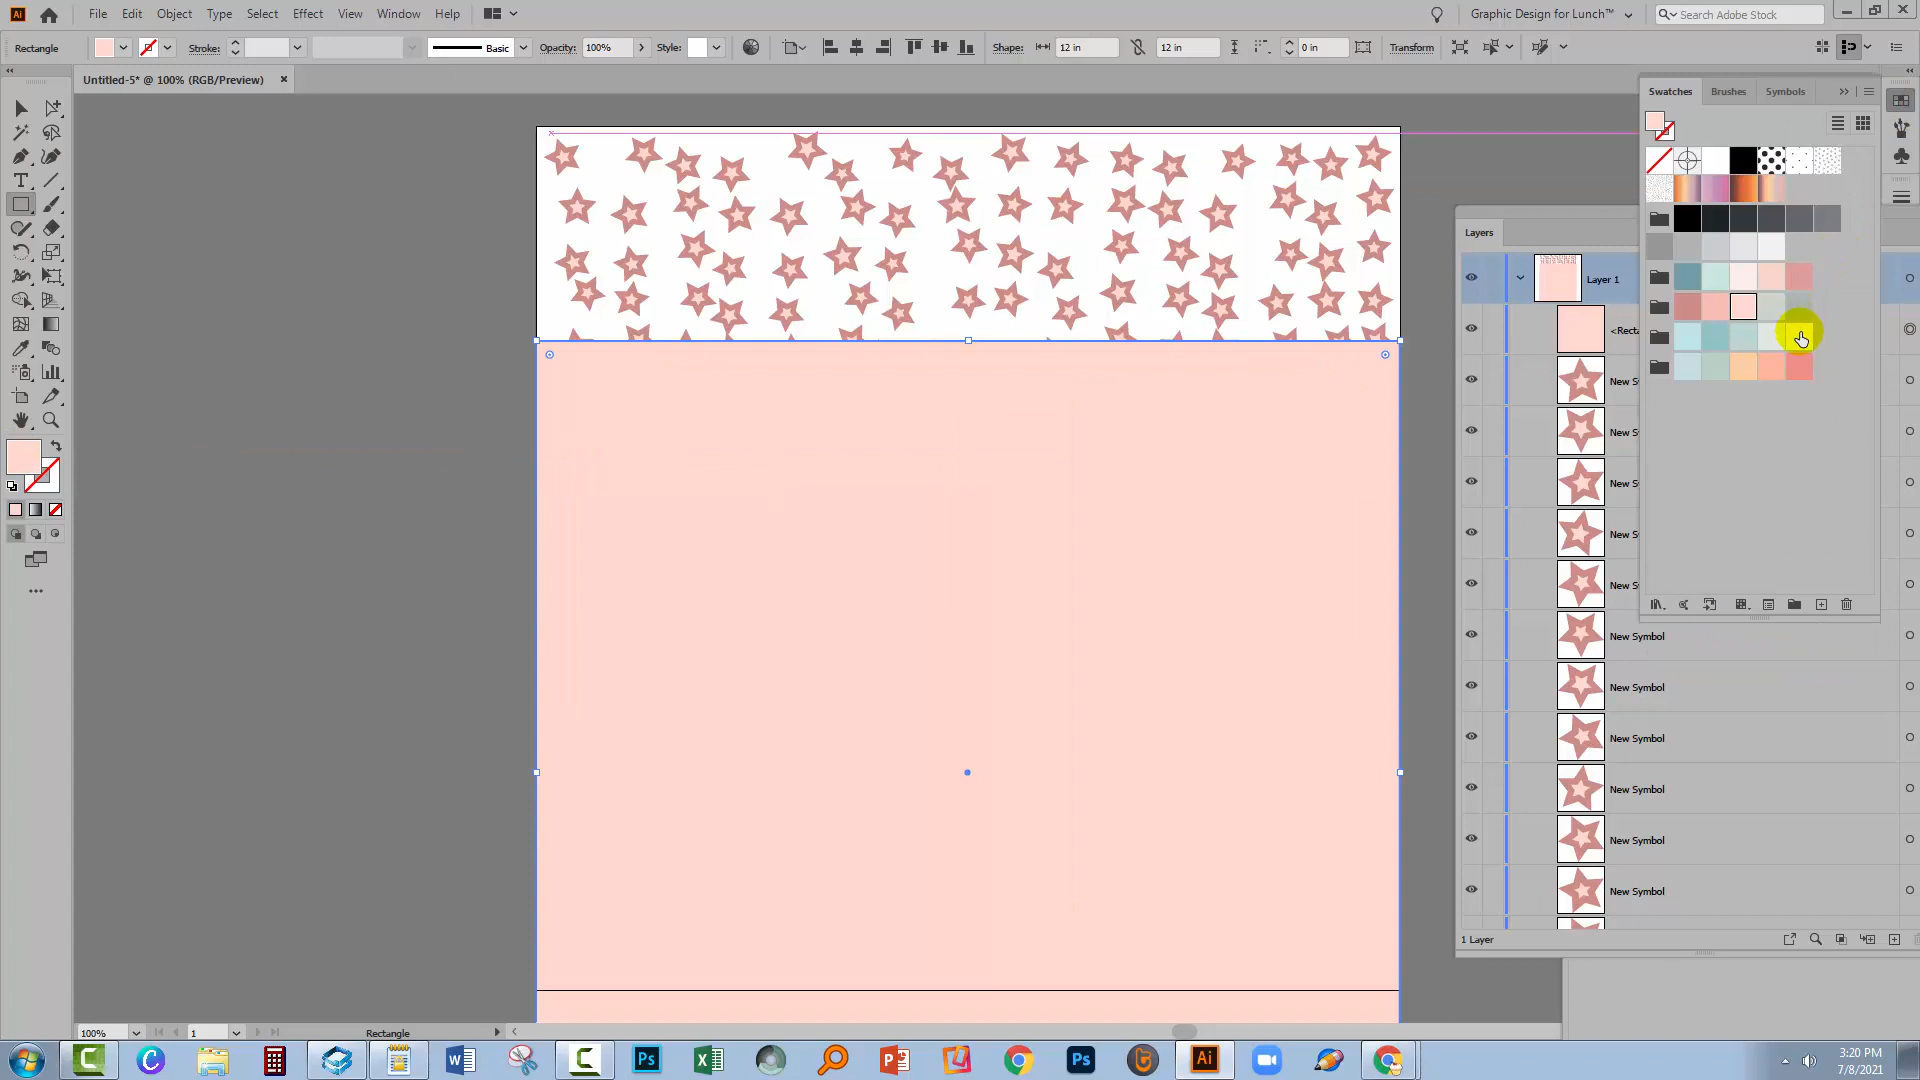 Ai File Edit Object Type Select Effect View Window Help Graphic Design for Lunch™ Search Adobe Stock
Rectangle Stroke: Basic Opacity: 100% Style: Shape: 12 in 12 in 0 in Transform
Untitled-5* @ 100% (RGB/Preview)
Swatches Brushes Symbols
Layers
Layer 1
<Recta
New S
New S
New S
New S
New S
New Symbol
New Symbol
New Symbol
New Symbol
New Symbol
New Symbol
1 Layer
100% 1 Rectangle
3:20 PM
7/8/2021